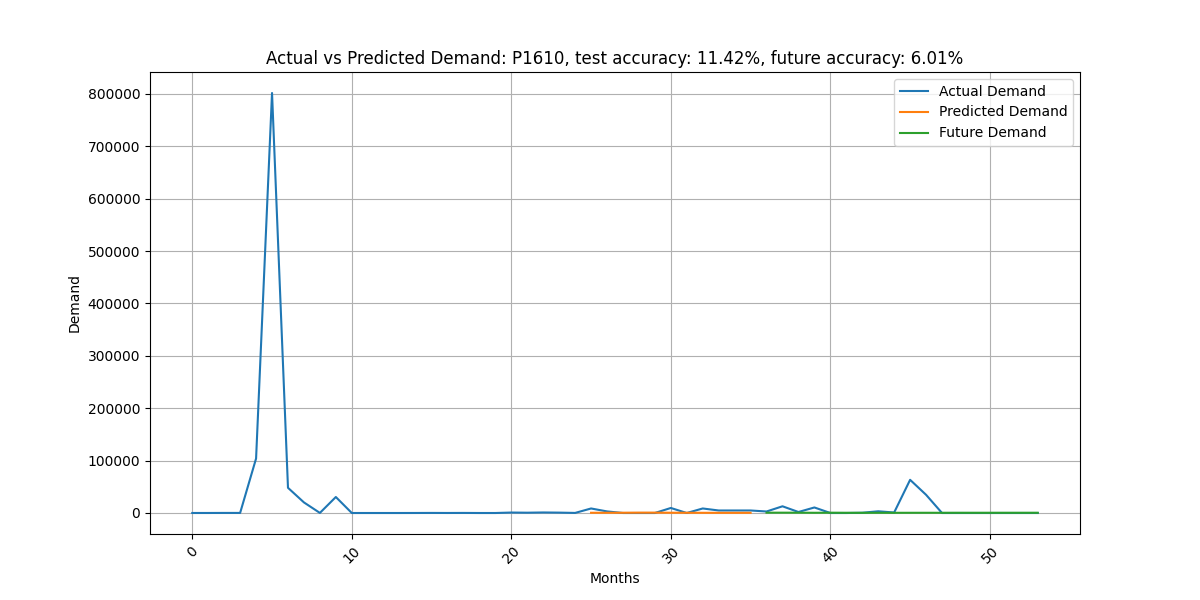 Actual vs Predicted Demand: P1610, test accuracy: 11.42%, future accuracy: 6.01%
Actual Demand
Predicted Demand
Future Demand
800000
700000
600000
500000
400000
300000
200000
100000
0
Demand
0
10
20
30
40
50
Months